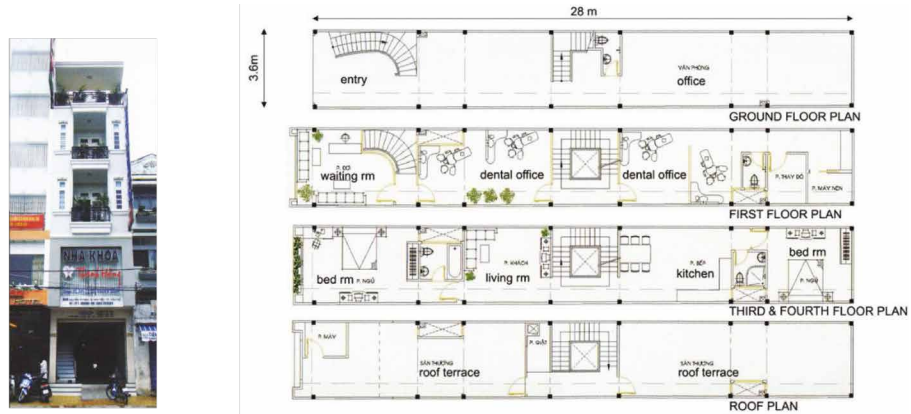 NHA KHOA
28 m
3.6m
entry
VĂN PHÒNG
office
GROUND FLOOR PLAN
P. ĐỢI
waiting rm
dental office
dental office
P. THAY ĐỒ
P. MÁY NÉN
FIRST FLOOR PLAN
bed rm
P. NGỦ
P. KHÁCH
living rm
P. BẾP
kitchen
bed rm
P. NGỦ
THIRD & FOURTH FLOOR PLAN
P. MÁY
SÂN THƯỢNG
roof terrace
P. GIẶT
SÂN THƯỢNG
roof terrace
ROOF PLAN